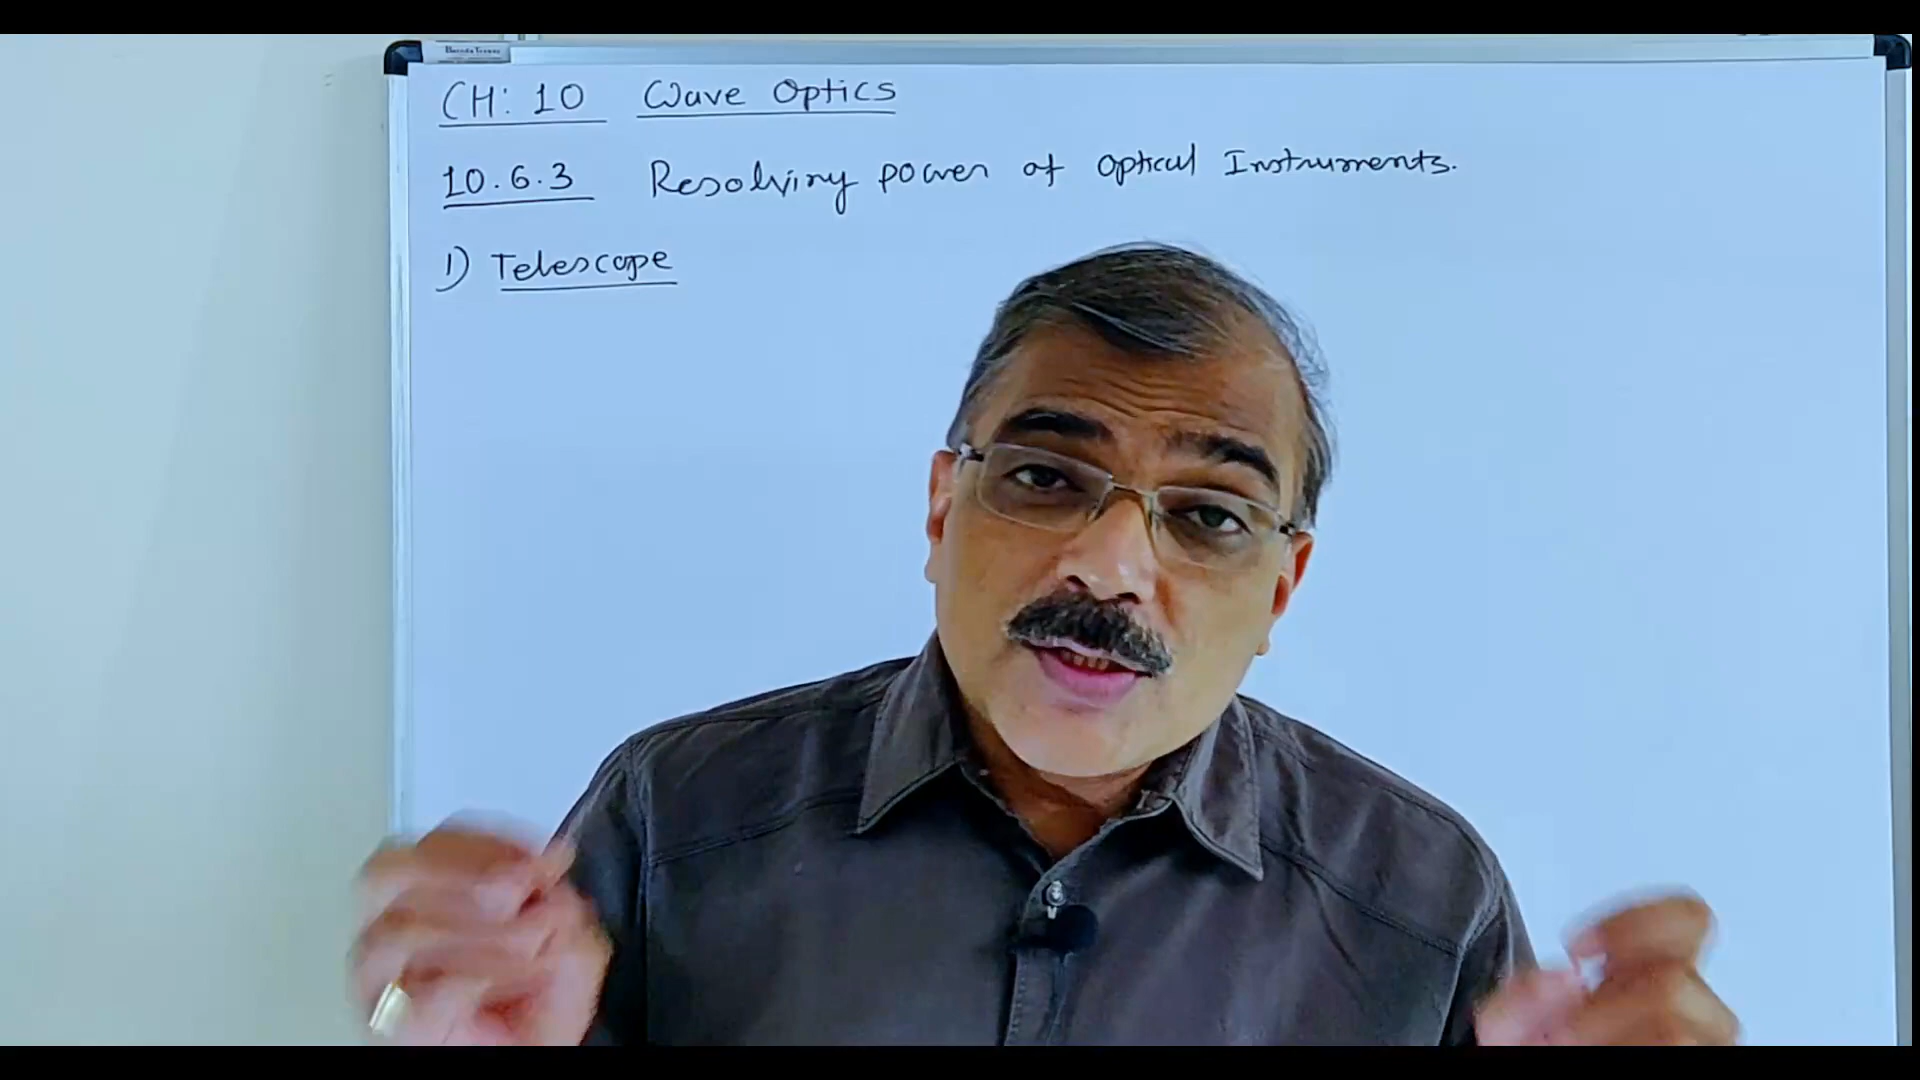 CH: 10 Wave Optics
10.6.3 Resolving power of optical Instruments.
1) Telescope